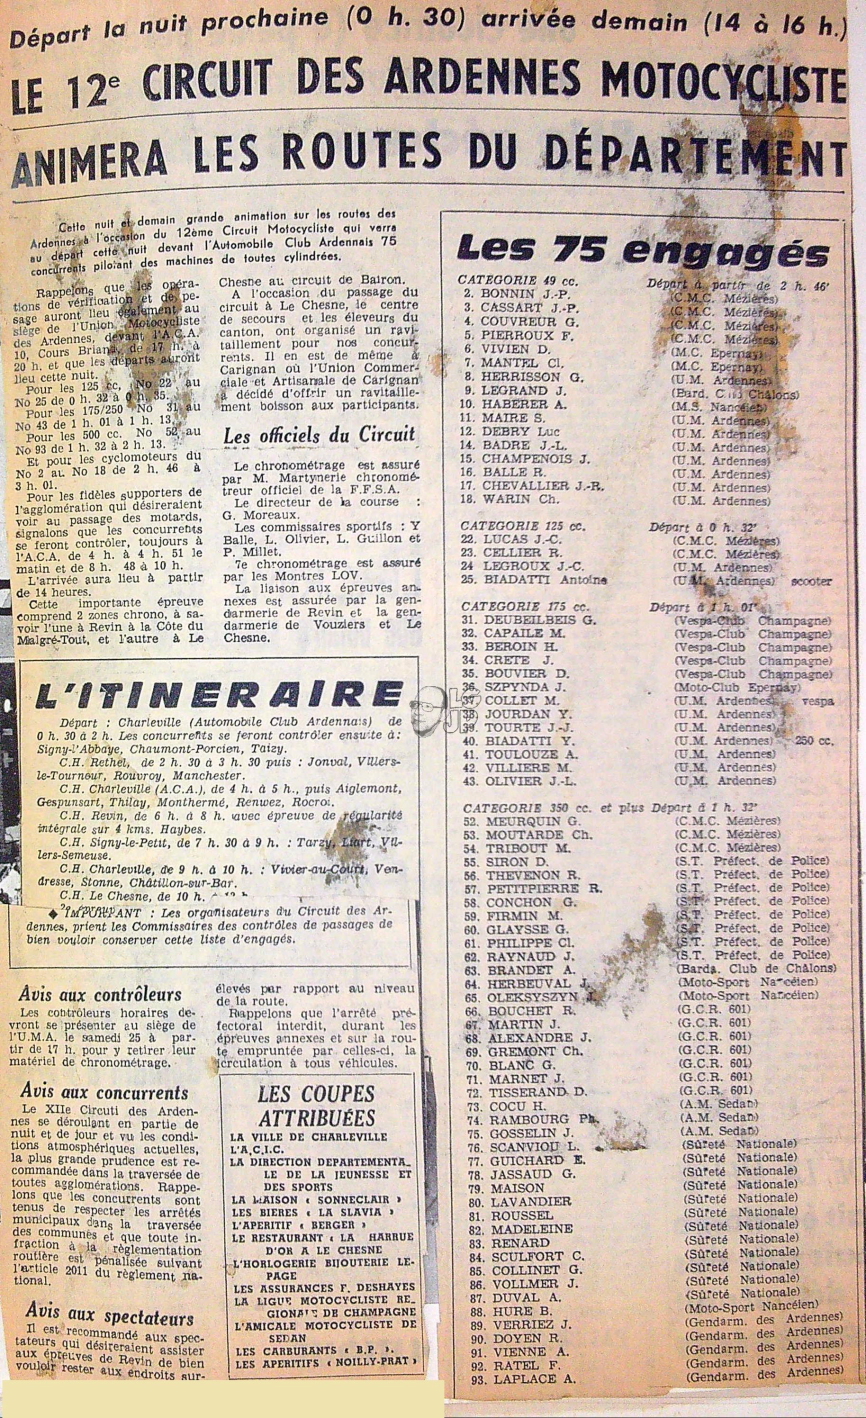 Départ la nuit prochaine (0 h. 30) arrivée demain (14 à 16 h.)
LE 12e CIRCUIT DES ARDENNES MOTOCYCLISTE
ANIMERA LES ROUTES DU DÉPARTEMENT
Cette nuit et demain grande animation sur les routes des
Ardennes à l'occasion du 12ème Circuit Motocycliste qui verra
au départ cette nuit devant l'Automobile Club Ardennais 75
concurrents pilotant des machines de toutes cylindrées.
Rappelons que les opéra-
tions de vérification et de pe-
sage auront lieu également au
siège de l'Union Motocycliste
des Ardennes, devant l'A.C.A.
10, Cours Briand, de 17 h. à
20 h. et que les départs auront
lieu cette nuit.
Pour les 125 cc, No 22 au
No 25 de 0 h. 32 à 0 h 35.
Pour les 175/250 No 31 au
No 43 de 1 h. 01 à 1 h. 13.
Pour les 500 cc. No 52 au
No 93 de 1 h. 32 à 2 h. 13.
Et pour les cyclomoteurs du
No 2 au No 18 de 2 h. 46 à
3 h. 01.
Pour les fidèles supporters de
l'agglomération qui désireraient
voir au passage des motards,
signalons que les concurrents
se feront contrôler, toujours à
l'A.C.A. de 4 h. à 4 h. 51 le
matin et de 8 h. 48 à 10 h.
L'arrivée aura lieu à partir
de 14 heures.
Cette importante épreuve
comprend 2 zones chrono, à sa-
voir l'une à Revin à la Côte du
Malgré-Tout, et l'autre à Le
Chesne au circuit de Bairon.
A l'occasion du passage du
circuit à Le Chesne, le centre
de secours et les éleveurs du
canton, ont organisé un ravi-
taillement pour nos concur-
rents. Il en est de même à
Carignan où l'Union Commer-
ciale et Artisanale de Carignan
a décidé d'offrir un ravitaille-
ment boisson aux participants.
Les officiels du Circuit
Le chronométrage est assuré
par M. Martynerie chronomé-
treur officiel de la F.F.S.A.
Le directeur de la course :
G. Moreaux.
Les commissaires sportifs : Y
Balle, L. Olivier, L. Guillon et
P. Millet.
7e chronométrage est assuré
par les Montres LOV.
La liaison aux épreuves an-
nexes est assurée par la gen-
darmerie de Revin et la gen-
darmerie de Vouziers et Le
Chesne.
L'ITINERAIRE
Départ : Charleville (Automobile Club Ardennais) de
0 h. 30 à 2 h. Les concurrents se feront contrôler ensuite à:
Signy-l'Abbaye, Chaumont-Porcien, Taizy.
C.H. Rethel, de 2 h. 30 à 3 h. 30 puis : Jonval, Villers-
le-Tourneur, Rouvroy, Manchester.
C.H. Charleville (A.C.A.), de 4 h. à 5 h., puis Aiglemont,
Gespunsart, Thilay, Monthermé, Renwez, Rocroi.
C.H. Revin, de 6 h. à 8 h. avec épreuve de régularité
intégrale sur 4 kms. Haybes.
C.H. Signy-le-Petit, de 7 h. 30 à 9 h. : Tarzy, Liart, Vil-
lers-Semeuse.
C.H. Charleville, de 9 h. à 10 h. : Vivier-au-Court, Ven-
dresse, Stonne, Châtillon-sur-Bar.
C.H. Le Chesne, de 10 h. à 12 h
◆ IMPORTANT : Les organisateurs du Circuit des Ar-
dennes, prient les Commissaires des contrôles de passages de
bien vouloir conserver cette liste d'engagés.
Avis aux contrôleurs
Les contrôleurs horaires de-
vront se présenter au siège de
l'U.M.A. le samedi 25 à par-
tir de 17 h. pour y retirer leur
matériel de chronométrage.
Avis aux concurrents
Le XIIe Circuti des Arden-
nes se déroulant en partie de
nuit et de jour et vu les condi-
tions atmosphériques actuelles,
la plus grande prudence est re-
commandée dans la traversée de
toutes agglomérations. Rappe-
lons que les concurrents sont
tenus de respecter les arrêtés
municipaux dans la traversée
des communes et que toute in-
fraction à la règlementation
routière est pénalisée suivant
l'article 2011 du règlement na-
tional.
Avis aux spectateurs
Il est recommandé aux spec-
tateurs qui désireraient assister
aux épreuves de Revin de bien
vouloir rester aux endroits sur-
élevés par rapport au niveau
de la route.
Rappelons que l'arrêté pré-
fectoral interdit, durant les
épreuves annexes et sur la rou-
te empruntée par celles-ci, la
circulation à tous véhicules.
LES COUPES
ATTRIBUÉES
LA VILLE DE CHARLEVILLE
L'A.C.I.C.
LA DIRECTION DEPARTEMENTA_
LE DE LA JEUNESSE ET
DES SPORTS
LA MAISON « SONNECLAIR »
LES BIERES « LA SLAVIA »
L'APERITIF « BERGER »
LE RESTAURANT « LA HARRUE
D'OR A LE CHESNE
L'HORLOGERIE BIJOUTERIE LE-
PAGE
LES ASSURANCES F. DESHAYES
LA LIGUE MOTOCYCLISTE RE_
GIONALE DE CHAMPAGNE
L'AMICALE MOTOCYCLISTE DE
SEDAN
LES CARBURANTS « B.P. ».
LES APERITIFS « NOILLY-PRAT »
Les 75 engagés
CATEGORIE 49 cc. Départ à partir de 2 h. 46'
2. BONNIN J.-P. (C.M.C. Mézières)
3. CASSART J.-P. (C.M.C. Mézières)
4. COUVREUR G. (C.M.C. Mézières)
5. PIERROUX F. (C.M.C. Mézières)
6. VIVIEN D. (M.C. Epernay)
7. MANTEL Cl. (M.C. Epernay)
8. HERRISSON G. (U.M. Ardennes)
9. LEGRAND J. (Bard. Club Châlons)
10. HABERER A. (M.S. Nancéien)
11. MAIRE S. (U.M. Ardennes)
12. DEBRY Luc (U.M. Ardennes)
14. BADRE J.-L. (U.M. Ardennes)
15. CHAMPENOIS J. (U.M. Ardennes)
16. BALLE R. (U.M. Ardennes)
17. CHEVALLIER J.-R. (U.M. Ardennes)
18. WARIN Ch. (U.M. Ardennes)
CATEGORIE 125 cc. Départ à 0 h. 32'
22. LUCAS J.-C. (C.M.C. Mézières)
23. CELLIER R. (C.M.C. Mézières)
24 LEGROUX J.-C. (U.M. Ardennes)
25. BIADATTI Antoine (U.M. Ardennes) scooter
CATEGORIE 175 cc. Départ à 1 h. 01'
31. DEUBEILBEIS G. (Vespa-Club Champagne)
32. CAPAILE M. (Vespa-Club Champagne)
33. BEROIN H. (Vespa-Club Champagne)
34. CRETE J. (Vespa-Club Champagne)
35. BOUVIER D. (Vespa-Club Champagne)
36. SZPYNDA J. (Moto-Club Epernay)
37. COLLET M. (U.M. Ardennes) vespa
38. JOURDAN Y. (U.M. Ardennes)
39. TOURTE J.-J. (U.M. Ardennes)
40. BIADATTI Y. (U.M. Ardennes) 250 cc.
41. TOULOUZE A. (U.M. Ardennes)
42. VILLIERE M. (U.M. Ardennes)
43. OLIVIER J.-L. (U.M. Ardennes)
CATEGORIE 350 cc. et plus Départ à 1 h. 32'
52. MEURQUIN G. (C.M.C. Mézières)
53. MOUTARDE Ch. (C.M.C. Mézières)
54. TRIBOUT M. (C.M.C. Mézières)
55. SIRON D. (S.T. Préfect. de Police)
56. THEVENON R. (S.T. Préfect. de Police)
57. PETITPIERRE R. (S.T. Préfect. de Police)
58. CONCHON G. (S.T. Préfect. de Police)
59. FIRMIN M. (S.T. Préfect. de Police)
60. GLAYSSE G. (S.T. Préfect. de Police)
61. PHILIPPE Cl. (S.T. Préfect. de Police)
62. RAYNAUD J. (S.T. Préfect. de Police)
63. BRANDET A. (Bards. Club de Châlons)
64. HERBEUVAL J. (Moto-Sport Nancéien)
65. OLEKSYSZYN J. (Moto-Sport Nancéien)
66. BOUCHET R. (G.C.R. 601)
67. MARTIN J. (G.C.R. 601)
68. ALEXANDRE J. (G.C.R. 601)
69. GREMONT Ch. (G.C.R. 601)
70. BLANC G. (G.C.R. 601)
71. MARNET J. (G.C.R. 601)
72. TISSERAND D. (G.C.R. 601)
73. COCU H. (A.M. Sedan)
74. RAMBOURG Ph. (A.M. Sedan)
75. GOSSELIN J. (A.M. Sedan)
76. SCANVIOU L. (Sûreté Nationale)
77. GUICHARD E. (Sûreté Nationale)
78. JASSAUD G. (Sûreté Nationale)
79. MAISON (Sûreté Nationale)
80. LAVANDIER (Sûreté Nationale)
81. ROUSSEL (Sûreté Nationale)
82. MADELEINE (Sûreté Nationale)
83. RENARD (Sûreté Nationale)
84. SCULFORT C. (Sûreté Nationale)
85. COLLINET G. (Sûreté Nationale)
86. VOLLMER J. (Sûreté Nationale)
87. DUVAL A. (Sûreté Nationale)
88. HURE B. (Moto-Sport Nancéien)
89. VERRIEZ J. (Gendarm. des Ardennes)
90. DOYEN R. (Gendarm. des Ardennes)
91. VIENNE A. (Gendarm. des Ardennes)
92. RATEL F. (Gendarm. des Ardennes)
93. LAPLACE A. (Gendarm. des Ardennes)